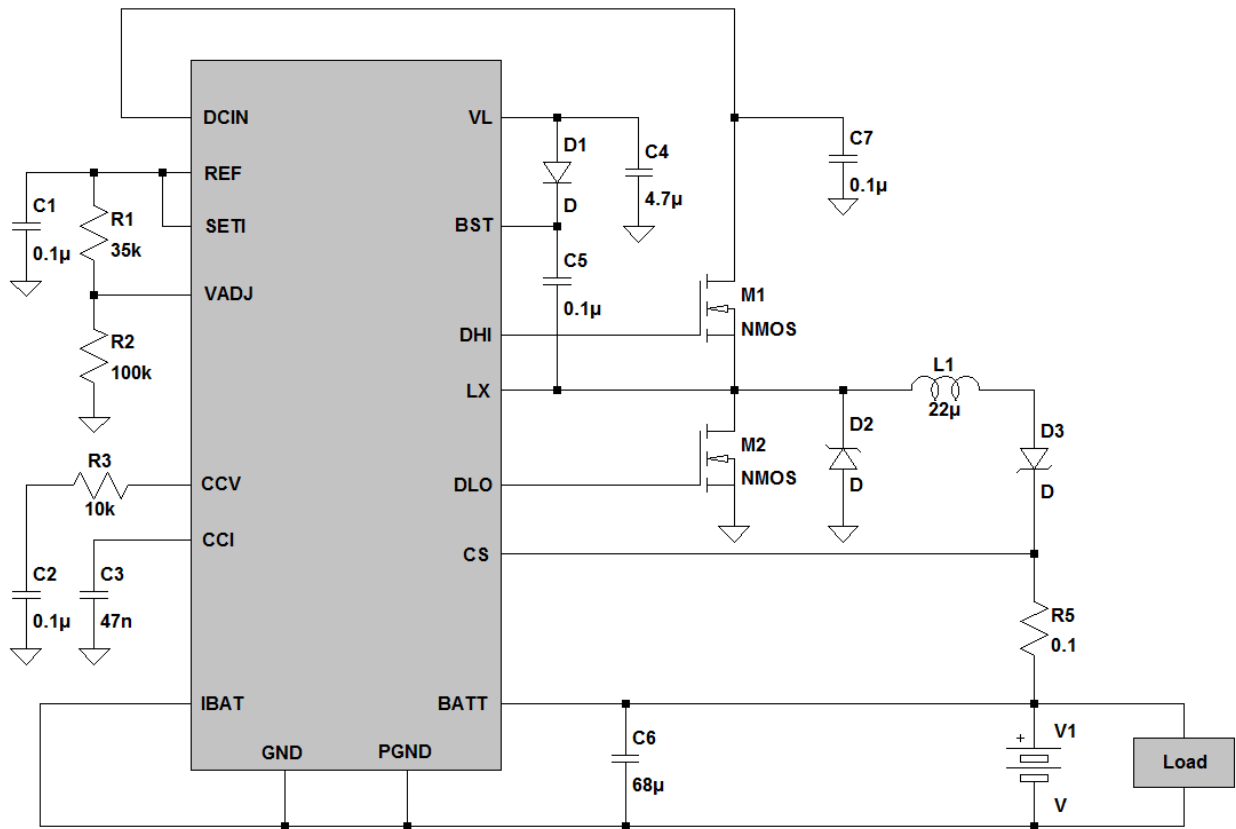 DCIN
VL
D1
C4
4.7µ
C7
0.1µ
REF
C1
0.1µ
R1
35k
SETI
D
BST
VADJ
C5
0.1µ
M1
NMOS
R2
100k
DHI
LX
L1
22µ
D2
D
D3
D
M2
NMOS
R3
10k
CCV
DLO
CCI
CS
C2
0.1µ
C3
47n
R5
0.1
IBAT
BATT
GND
PGND
C6
68µ
+
V1
V
Load